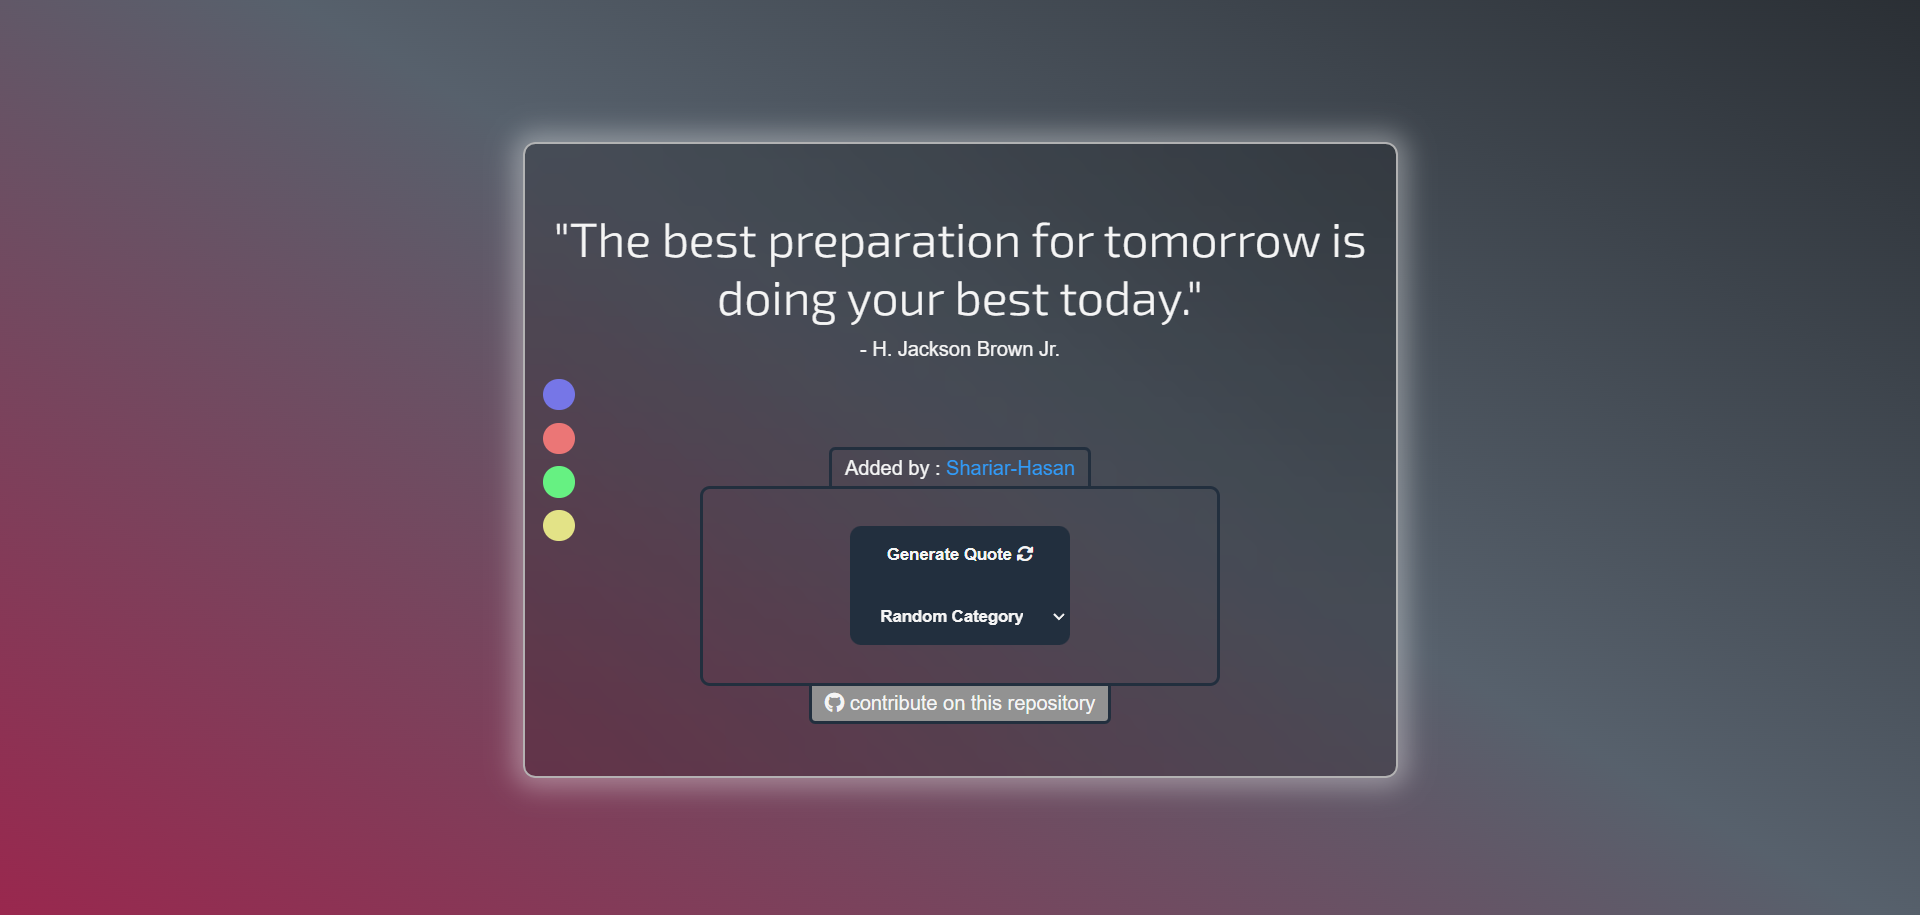 "The best preparation for tomorrow is
doing your best today."
- H. Jackson Brown Jr.
Added by : Shariar-Hasan
Generate Quote
Random Category
contribute on this repository